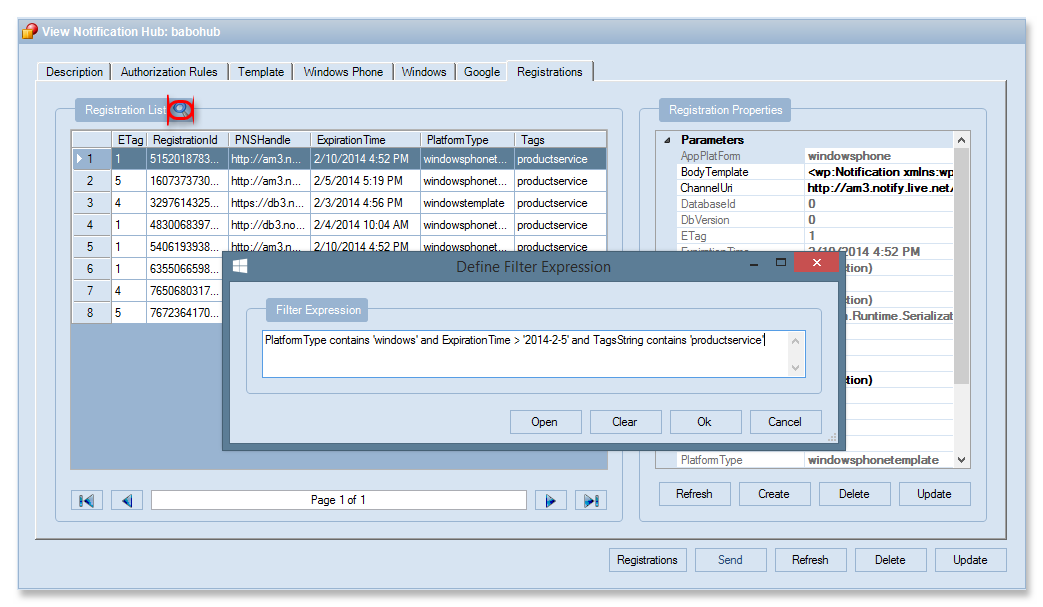 View Notification Hub: babohub
Description Authorization Rules Template Windows Phone Windows Google Registrations
Registration List
Registration Properties
ETag RegistrationId PNSHandle ExpirationTime PlatformType Tags
1 1 5152018783... http://am3.n... 2/10/2014 4:52 PM windowsphonet... productservice
2 5 1607373730... http://am3.n... 2/5/2014 5:19 PM windowsphonet... productservice
3 4 3297614325... https://db3.n... 2/3/2014 4:56 PM windowstemplate productservice
4 1 4830068397... http://db3.no... 2/4/2014 10:04 AM windowsphonet... productservice
5 1 5406193938... http://am3.n... 2/10/2014 4:52 PM windowsphonet... productservice
6 1 6355066598...
7 4 7650680317...
8 5 7672364170...
Parameters
AppPlatForm windowsphone
BodyTemplate <wp:Notification xmlns:wp
ChannelUri http://am3.notify.live.net/
DatabaseId 0
DbVersion 0
ETag 1
ExpirationTime 2/10/2014 4:52 PM
tion)
tion)
.Runtime.Serializat
tion)
PlatformType windowsphonetemplate
Define Filter Expression
Filter Expression
PlatformType contains 'windows' and ExpirationTime > '2014-2-5' and TagsString contains 'productservice'
Open Clear Ok Cancel
Page 1 of 1
Refresh Create Delete Update
Registrations Send Refresh Delete Update